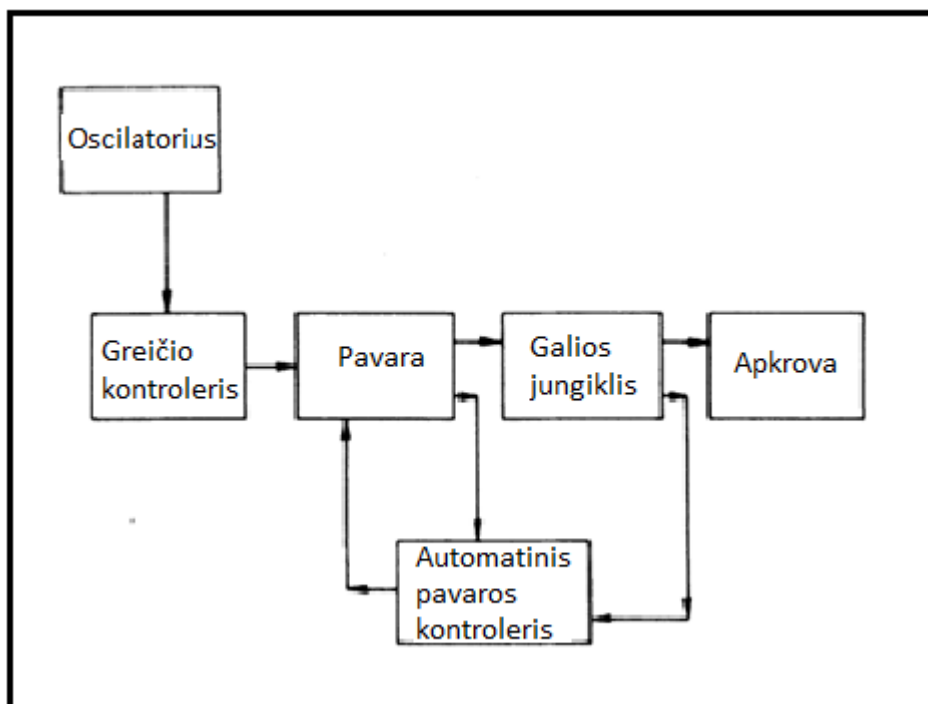 Oscilatorius
Greičio
kontroleris
Pavara
Galios
jungiklis
Apkrova
Automatinis
pavaros
kontroleris